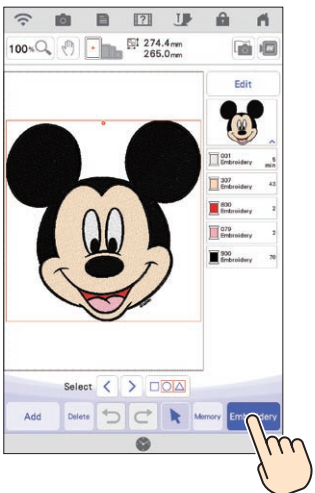 100%
274.4mm
265.0mm
Edit
001
Embroidery
5
min
307
Embroidery
43
800
Embroidery
2
079
Embroidery
2
900
Embroidery
70
Select
Add
Delete
Memory
Embroidery